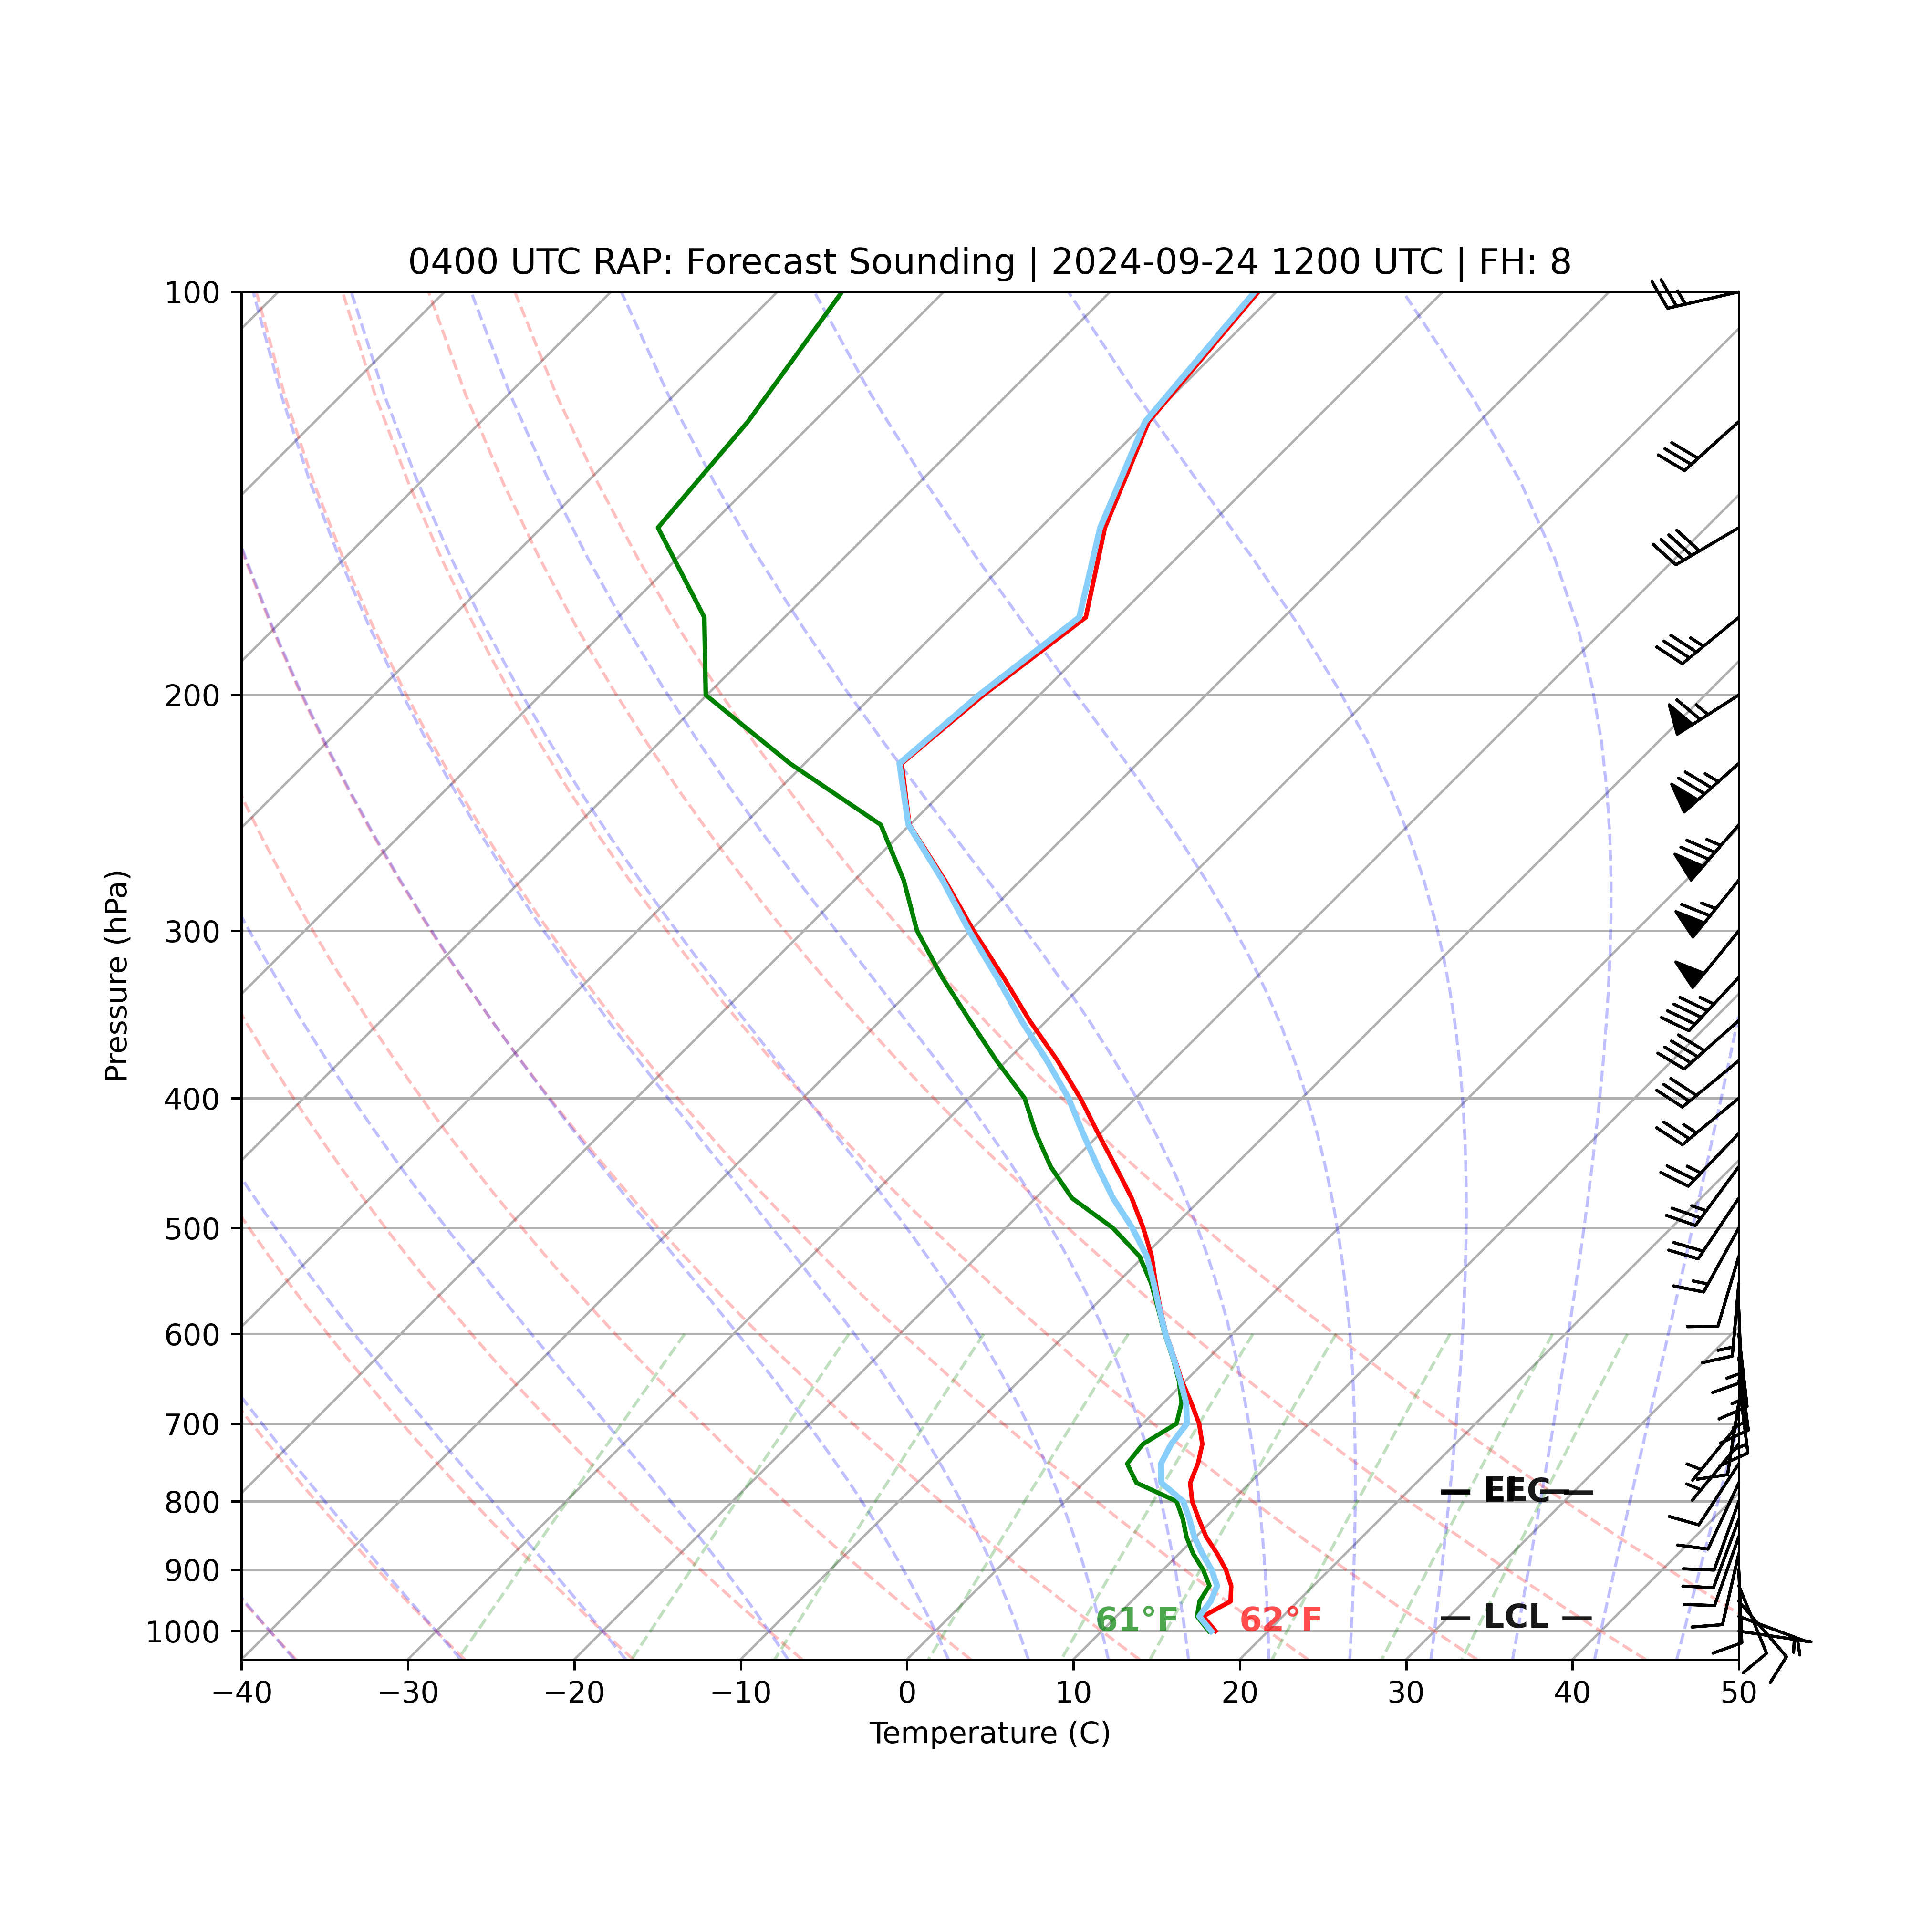 0400 UTC RAP: Forecast Sounding | 2024-09-24 1200 UTC | FH: 8
100
200
300
400
500
600
700
800
900
1000
Pressure (hPa)
— LCL —
61°F 62°F
−40 −30 −20 −10 0 10 20 30 40 50
Temperature (C)